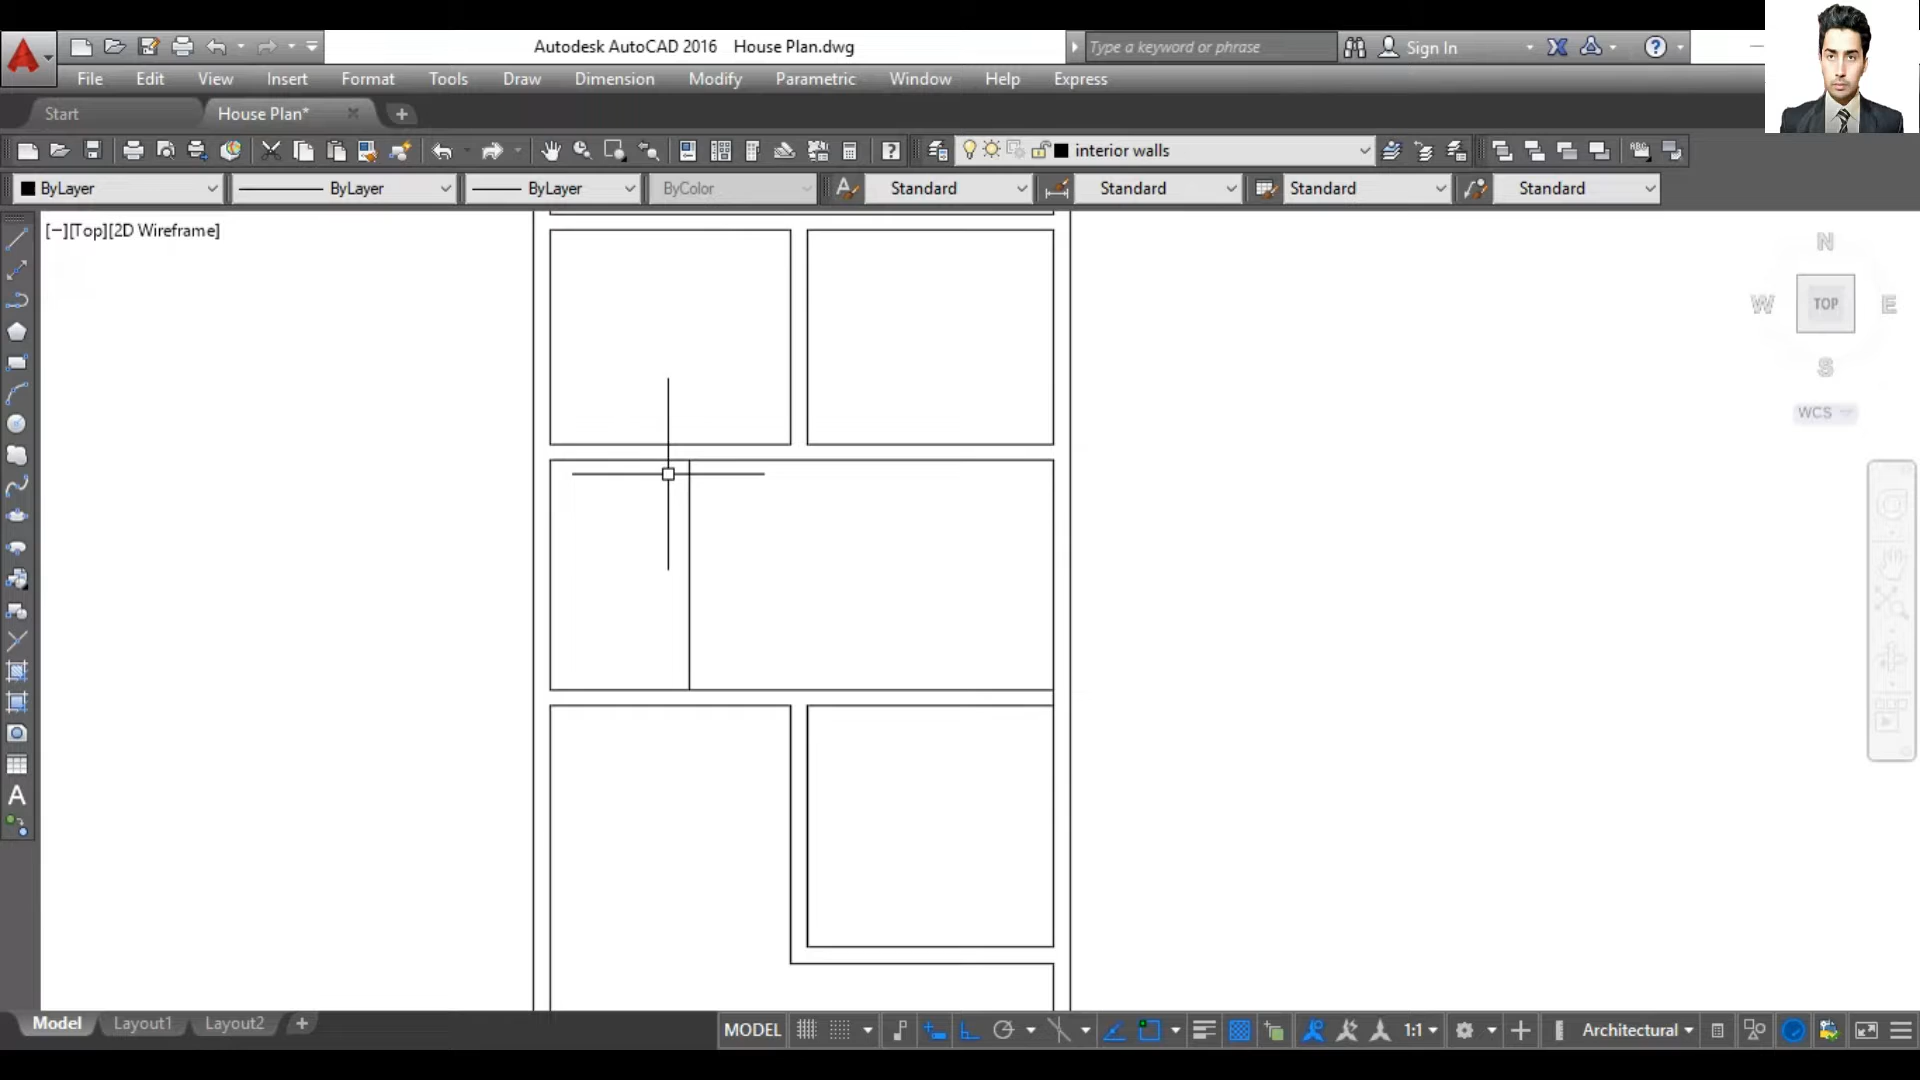 Autodesk AutoCAD 2016 House Plan.dwg
Type a keyword or phrase
Sign In
File Edit View Insert Format Tools Draw Dimension Modify Parametric Window Help Express
Start House Plan*
interior walls
ByLayer ByLayer ByLayer ByColor Standard Standard Standard Standard
[−][Top][2D Wireframe]
N
W TOP E
S
WCS
A
Model Layout1 Layout2
MODEL 1:1 Architectural